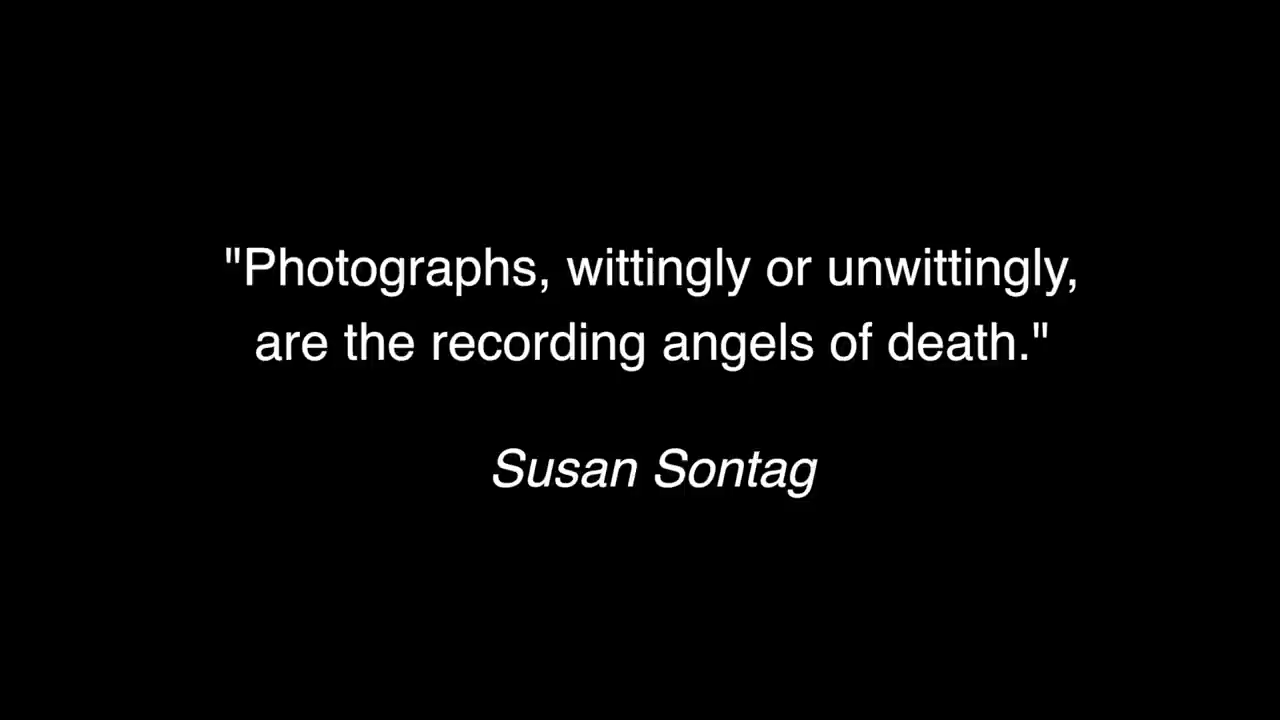 "Photographs, wittingly or unwittingly,
are the recording angels of death."
Susan Sontag